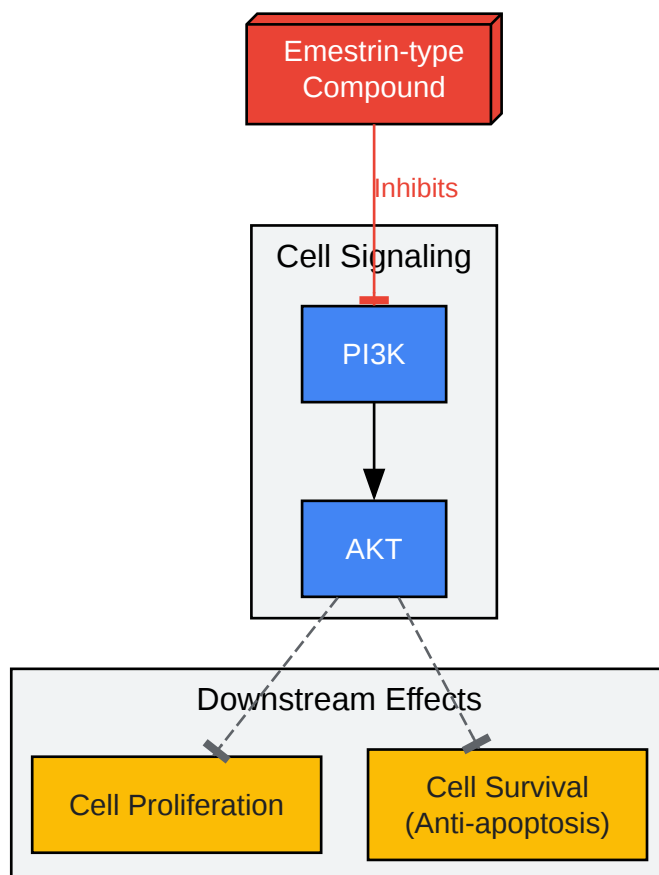 Emestrin-type
Compound
Inhibits
Cell Signaling
PI3K
AKT
Downstream Effects
Cell Proliferation
Cell Survival
(Anti-apoptosis)